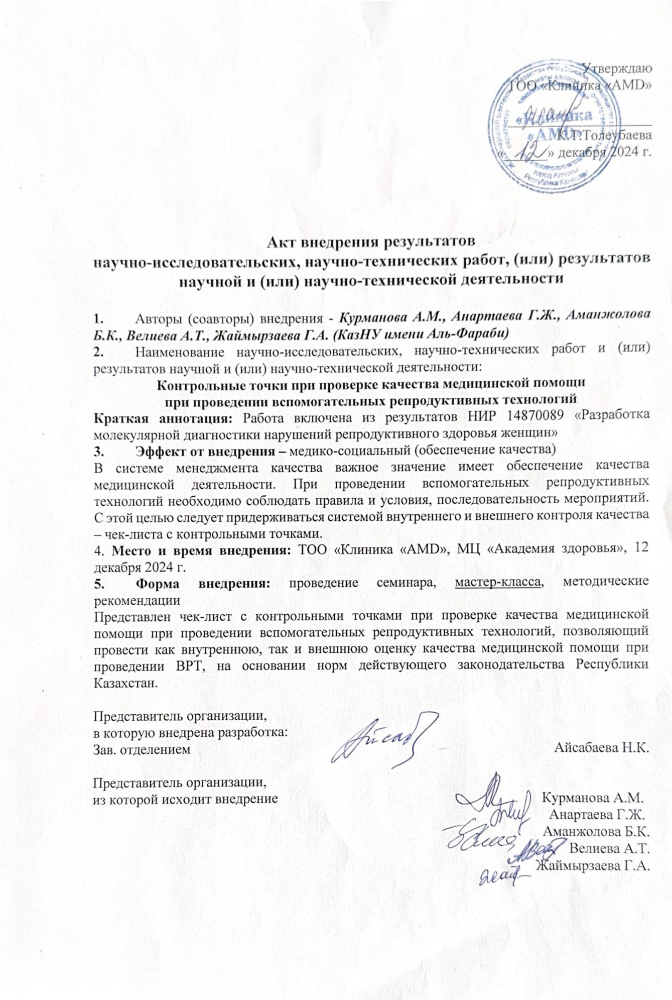 Утверждаю
ТОО «Клиника «AMD»
«Клиника
«AMD»
К.Т.Толеубаева
«12» декабря 2024 г.
город Алматы
Республика Казахстан
Акт внедрения результатов
научно-исследовательских, научно-технических работ, (или) результатов
научной и (или) научно-технической деятельности
1. Авторы (соавторы) внедрения - Курманова А.М., Анартаева Г.Ж., Аманжолова
Б.К., Велиева А.Т., Жаймырзаева Г.А. (КазНУ имени Аль-Фараби)
2. Наименование научно-исследовательских, научно-технических работ и (или)
результатов научной и (или) научно-технической деятельности:
Контрольные точки при проверке качества медицинской помощи
при проведении вспомогательных репродуктивных технологий
Краткая аннотация: Работа включена из результатов НИР 14870089 «Разработка
молекулярной диагностики нарушений репродуктивного здоровья женщин»
3. Эффект от внедрения – медико-социальный (обеспечение качества)
В системе менеджмента качества важное значение имеет обеспечение качества
медицинской деятельности. При проведении вспомогательных репродуктивных
технологий необходимо соблюдать правила и условия, последовательность мероприятий.
С этой целью следует придерживаться системой внутреннего и внешнего контроля качества
– чек-листа с контрольными точками.
4. Место и время внедрения: ТОО «Клиника «AMD», МЦ «Академия здоровья», 12
декабря 2024 г.
5. Форма внедрения: проведение семинара, мастер-класса, методические
рекомендации
Представлен чек-лист с контрольными точками при проверке качества медицинской
помощи при проведении вспомогательных репродуктивных технологий, позволяющий
провести как внутреннюю, так и внешнюю оценку качества медицинской помощи при
проведении ВРТ, на основании норм действующего законодательства Республики
Казахстан.
Представитель организации,
в которую внедрена разработка:
Зав. отделением Айсабаева Н.К.
Представитель организации,
из которой исходит внедрение Курманова А.М.
Анартаева Г.Ж.
Аманжолова Б.К.
Велиева А.Т.
Жаймырзаева Г.А.